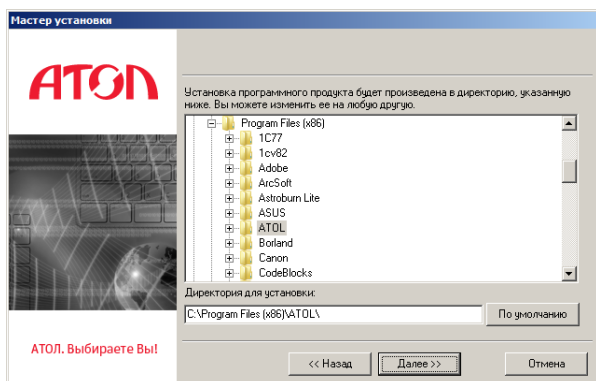 Мастер установки
АТОЛ
Установка программного продукта будет произведена в директорию, указанную
ниже. Вы можете изменить ее на любую другую.
Program Files (x86)
1C77
1cv82
Adobe
ArcSoft
Astroburn Lite
ASUS
ATOL
Borland
Canon
CodeBlocks
Директория для установки:
C:\Program Files (x86)\ATOL\
По умолчанию
АТОЛ. Выбираете Вы!
<< Назад
Далее >>
Отмена